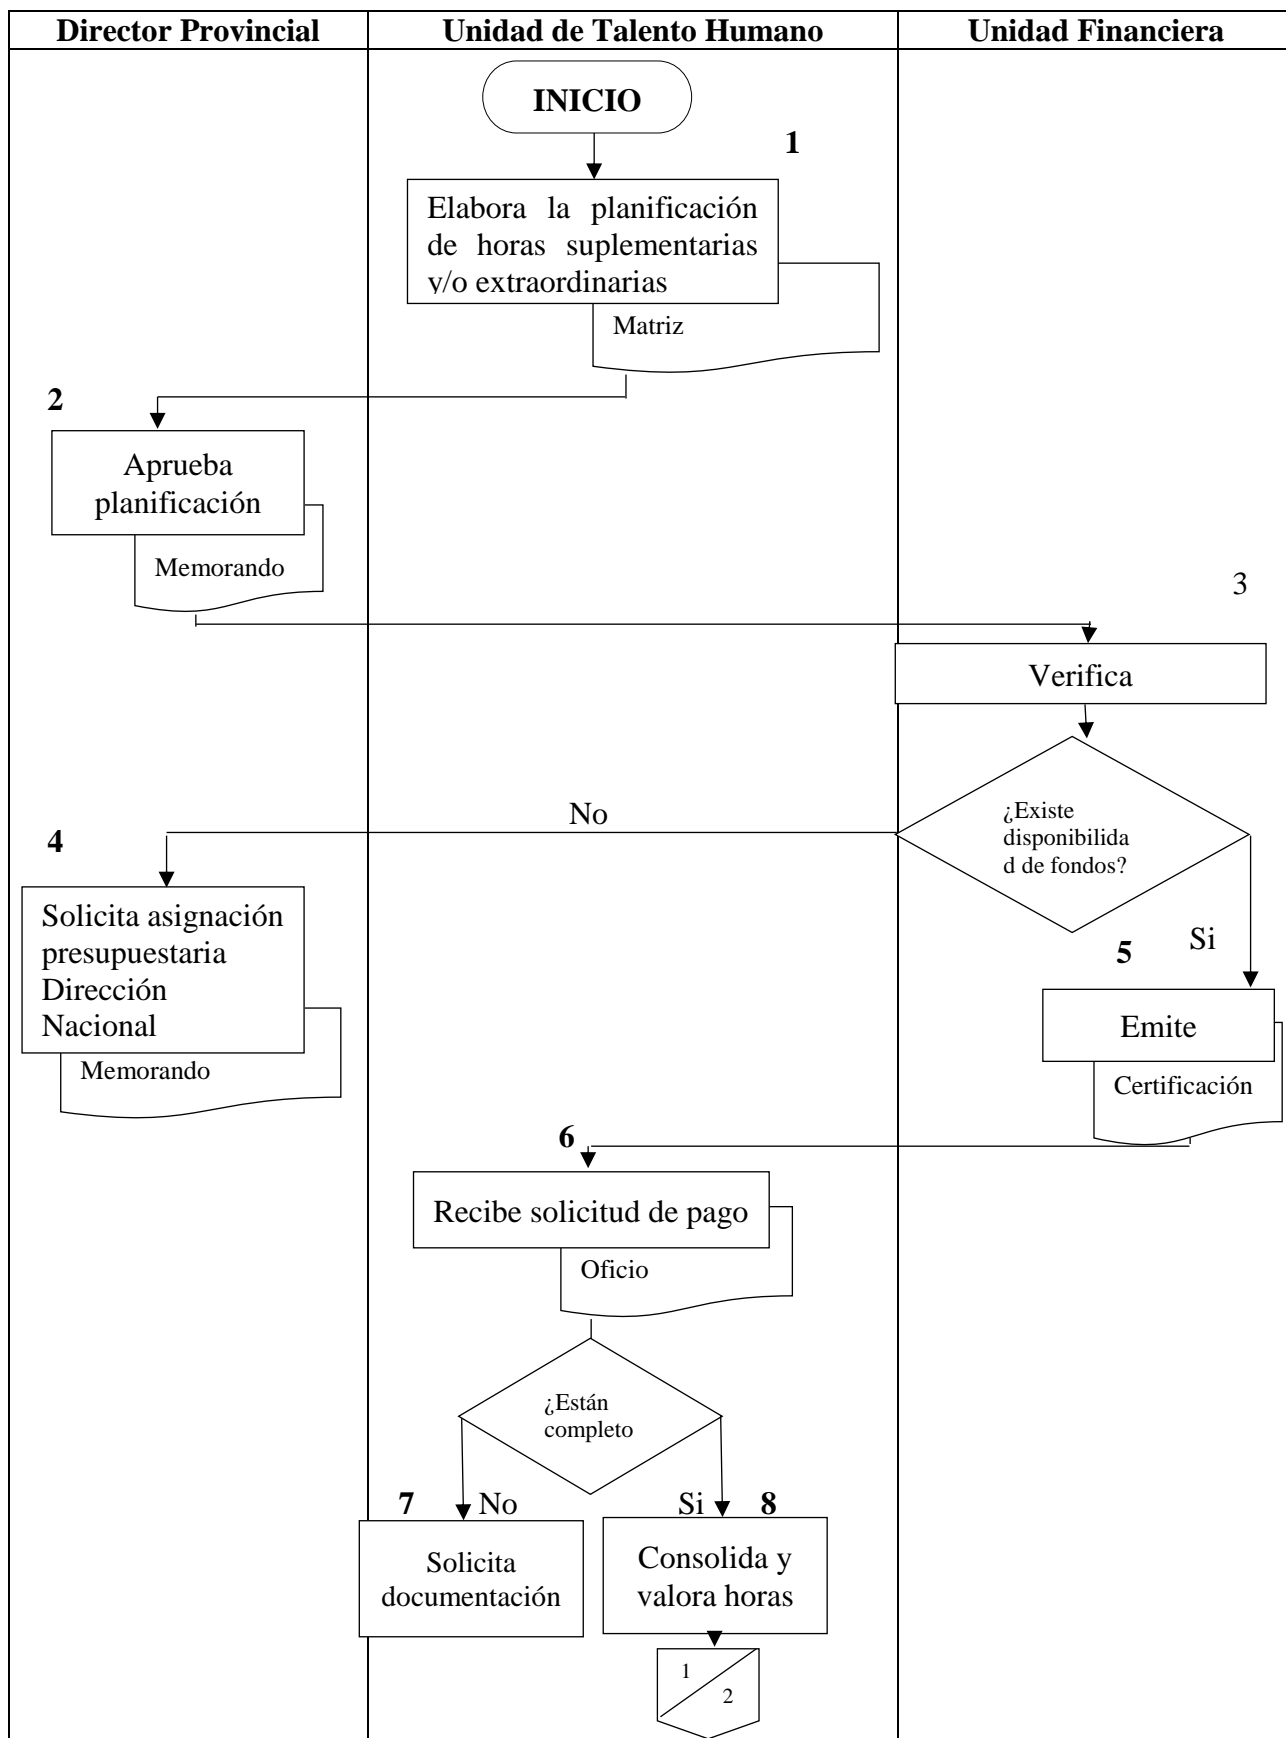 Director Provincial
Unidad de Talento Humano
Unidad Financiera
INICIO
1
Elabora la planificación
de horas suplementarias
y/o extraordinarias
Matriz
2
Aprueba
planificación
Memorando
3
Verifica
¿Existe
disponibilida
d de fondos?
No
4
Solicita asignación
presupuestaria
Dirección
Nacional
Memorando
Si
5
Emite
Certificación
6
Recibe solicitud de pago
Oficio
¿Están
completo
7
No
Si
8
Solicita
documentación
Consolida y
valora horas
1
2